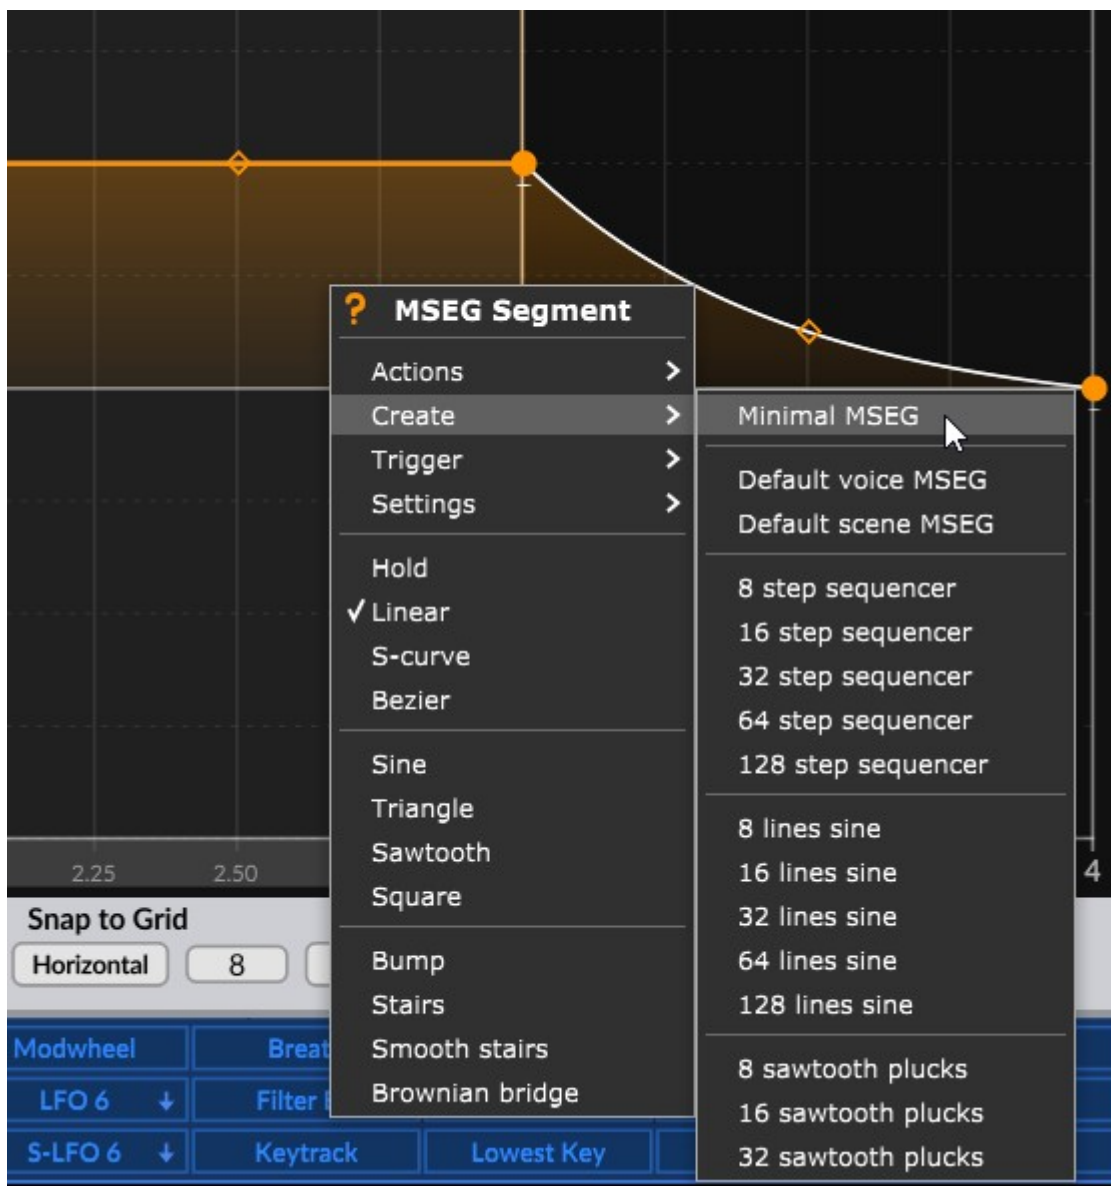 ? MSEG Segment
Actions
Create
Trigger
Settings
Hold
✓ Linear
S-curve
Bezier
Sine
Triangle
Sawtooth
Square
Bump
Stairs
Smooth stairs
Brownian bridge
Minimal MSEG
Default voice MSEG
Default scene MSEG
8 step sequencer
16 step sequencer
32 step sequencer
64 step sequencer
128 step sequencer
8 lines sine
16 lines sine
32 lines sine
64 lines sine
128 lines sine
8 sawtooth plucks
16 sawtooth plucks
32 sawtooth plucks
2.25 2.50 4
Snap to Grid
Horizontal 8
Modwheel
LFO 6 Filter
S-LFO 6 Keytrack Lowest Key